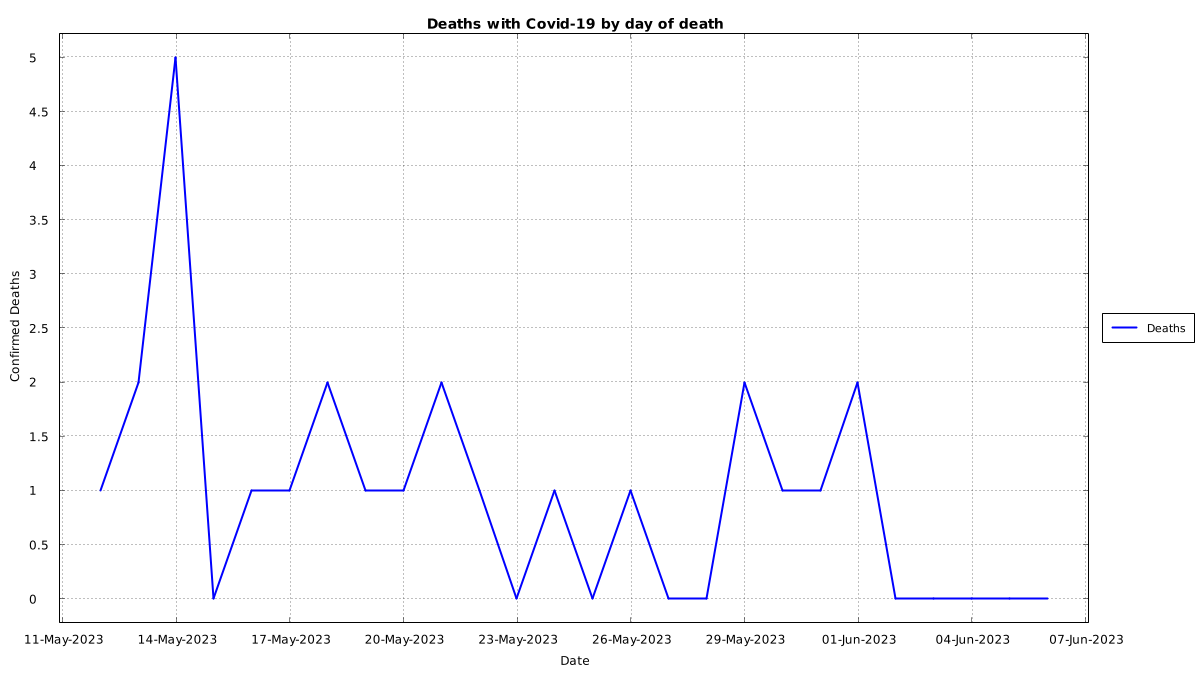 Deaths with Covid-19 by day of death
Confirmed Deaths
5
4.5
4
3.5
3
2.5
2
1.5
1
0.5
0
11-May-2023 14-May-2023 17-May-2023 20-May-2023 23-May-2023 26-May-2023 29-May-2023 01-Jun-2023 04-Jun-2023 07-Jun-2023
Date
Deaths